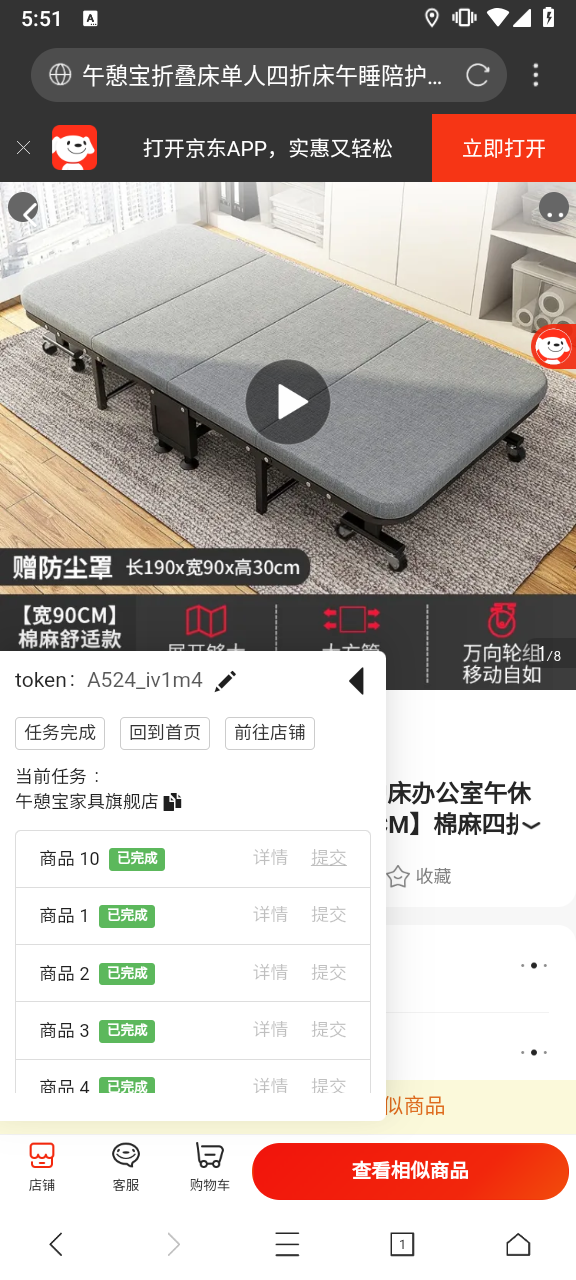 5:51
A
午憩宝折叠床单人四折床午睡陪护...
打开京东APP，实惠又轻松
立即打开
赠防尘罩 长190x宽90x高30cm
【宽90CM】
棉麻舒适款
万向轮组
移动自如
1/8
token： A524_iv1m4
任务完成 回到首页 前往店铺
当前任务：
午憩宝家具旗舰店
床办公室午休
M】棉麻四
收藏
商品 10 已完成 详情 提交
商品 1 已完成 详情 提交
商品 2 已完成 详情 提交
商品 3 已完成 详情 提交
商品 4 已完成 详情 提交
似商品
店铺
客服
购物车
查看相似商品
1